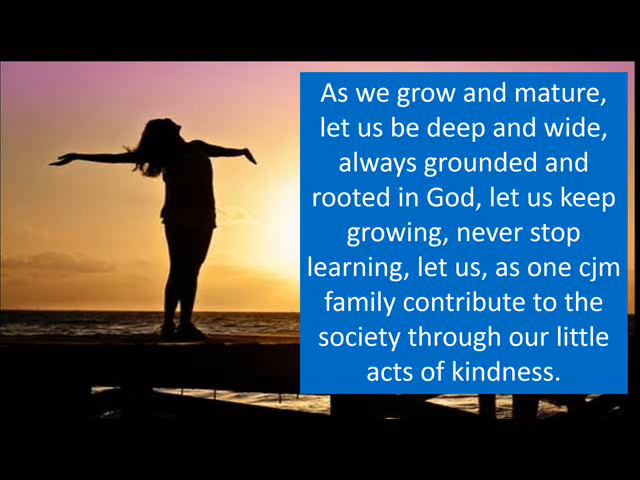 As we grow and mature,
let us be deep and wide,
always grounded and
rooted in God, let us keep
growing, never stop
learning, let us, as one cjm
family contribute to the
society through our little
acts of kindness.